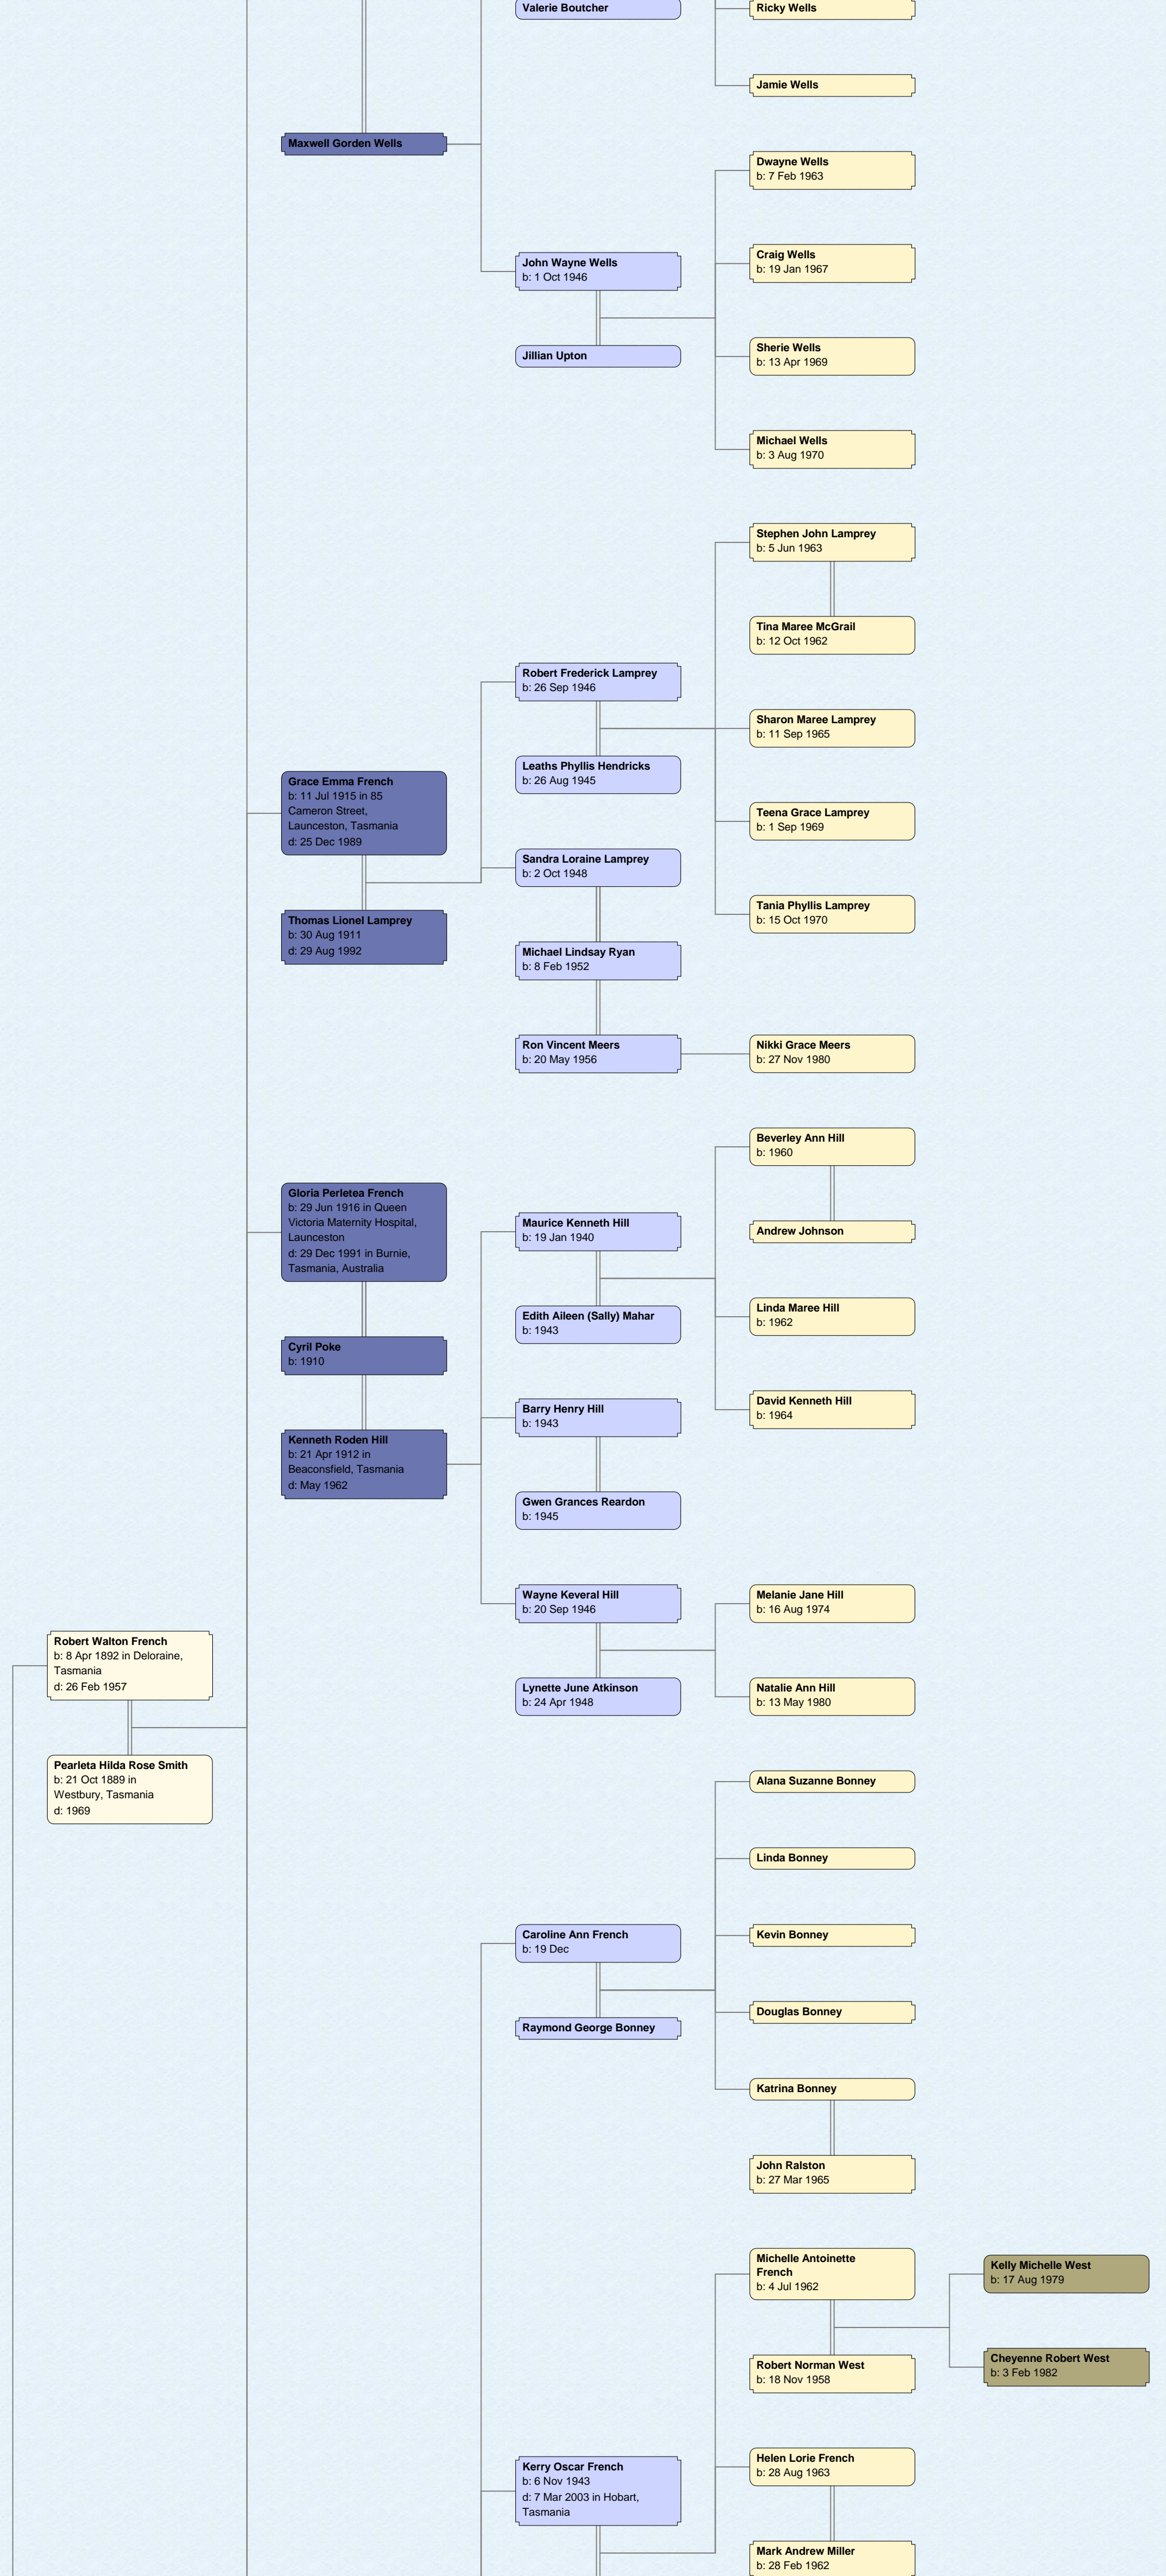 Valerie Boutcher
Ricky Wells
Jamie Wells
Maxwell Gorden Wells
Dwayne Wells
b: 7 Feb 1963
John Wayne Wells
b: 1 Oct 1946
Craig Wells
b: 19 Jan 1967
Jillian Upton
Sherie Wells
b: 13 Apr 1969
Michael Wells
b: 3 Aug 1970
Stephen John Lamprey
b: 5 Jun 1963
Tina Maree McGrail
b: 12 Oct 1962
Robert Frederick Lamprey
b: 26 Sep 1946
Sharon Maree Lamprey
b: 11 Sep 1965
Leaths Phyllis Hendricks
b: 26 Aug 1945
Grace Emma French
b: 11 Jul 1915 in 85
Cameron Street,
Launceston, Tasmania
d: 25 Dec 1989
Teena Grace Lamprey
b: 1 Sep 1969
Sandra Loraine Lamprey
b: 2 Oct 1948
Tania Phyllis Lamprey
b: 15 Oct 1970
Thomas Lionel Lamprey
b: 30 Aug 1911
d: 29 Aug 1992
Michael Lindsay Ryan
b: 8 Feb 1952
Ron Vincent Meers
b: 20 May 1956
Nikki Grace Meers
b: 27 Nov 1980
Beverley Ann Hill
b: 1960
Gloria Perletea French
b: 29 Jun 1916 in Queen
Victoria Maternity Hospital,
Launceston
d: 29 Dec 1991 in Burnie,
Tasmania, Australia
Maurice Kenneth Hill
b: 19 Jan 1940
Andrew Johnson
Edith Aileen (Sally) Mahar
b: 1943
Linda Maree Hill
b: 1962
Cyril Poke
b: 1910
Barry Henry Hill
b: 1943
David Kenneth Hill
b: 1964
Kenneth Roden Hill
b: 21 Apr 1912 in
Beaconsfield, Tasmania
d: May 1962
Gwen Grances Reardon
b: 1945
Wayne Keveral Hill
b: 20 Sep 1946
Melanie Jane Hill
b: 16 Aug 1974
Robert Walton French
b: 8 Apr 1892 in Deloraine,
Tasmania
d: 26 Feb 1957
Lynette June Atkinson
b: 24 Apr 1948
Natalie Ann Hill
b: 13 May 1980
Pearleta Hilda Rose Smith
b: 21 Oct 1889 in
Westbury, Tasmania
d: 1969
Alana Suzanne Bonney
Linda Bonney
Caroline Ann French
b: 19 Dec
Kevin Bonney
Raymond George Bonney
Douglas Bonney
Katrina Bonney
John Ralston
b: 27 Mar 1965
Michelle Antoinette
French
b: 4 Jul 1962
Kelly Michelle West
b: 17 Aug 1979
Robert Norman West
b: 18 Nov 1958
Cheyenne Robert West
b: 3 Feb 1982
Kerry Oscar French
b: 6 Nov 1943
d: 7 Mar 2003 in Hobart,
Tasmania
Helen Lorie French
b: 28 Aug 1963
Mark Andrew Miller
b: 28 Feb 1962